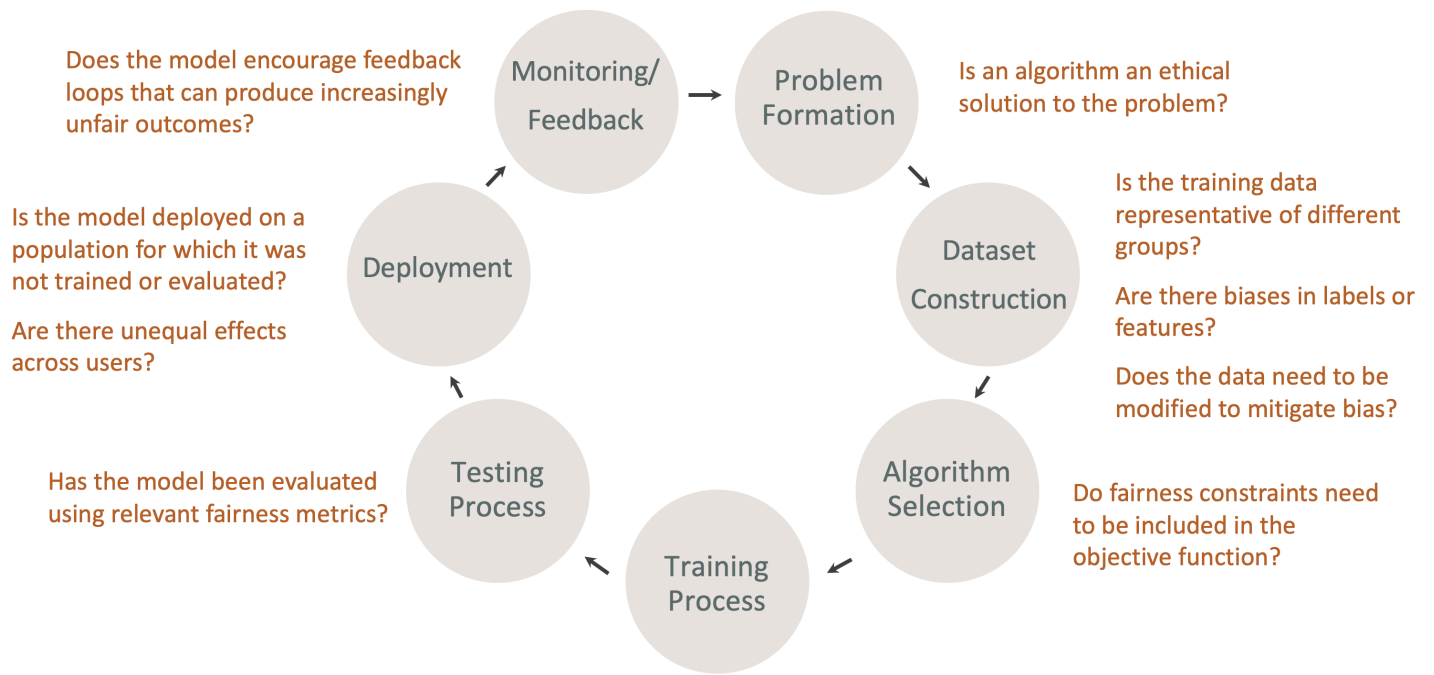 Does the model encourage feedback
loops that can produce increasingly
unfair outcomes?
Monitoring/
Feedback
Problem
Formation
Is an algorithm an ethical
solution to the problem?
Is the model deployed on a
population for which it was
not trained or evaluated?
Are there unequal effects
across users?
Deployment
Dataset
Construction
Is the training data
representative of different
groups?
Are there biases in labels or
features?
Does the data need to be
modified to mitigate bias?
Has the model been evaluated
using relevant fairness metrics?
Testing
Process
Training
Process
Algorithm
Selection
Do fairness constraints need
to be included in the
objective function?